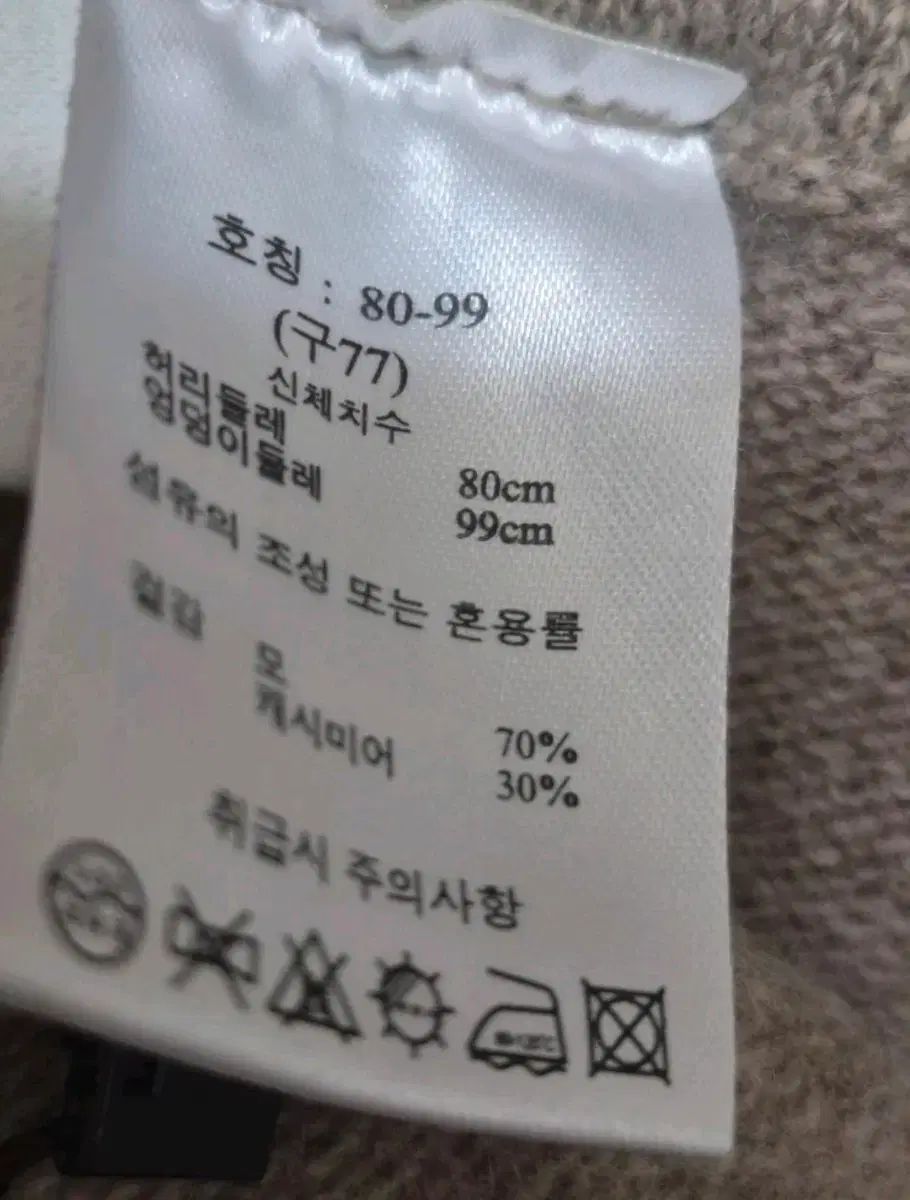 호칭 : 80-99
(구77)
신체치수
허리둘레 80cm
엉덩이둘레 99cm
섬유의 조성 또는 혼용률
겉감
모 70%
캐시미어 30%
취급시 주의사항